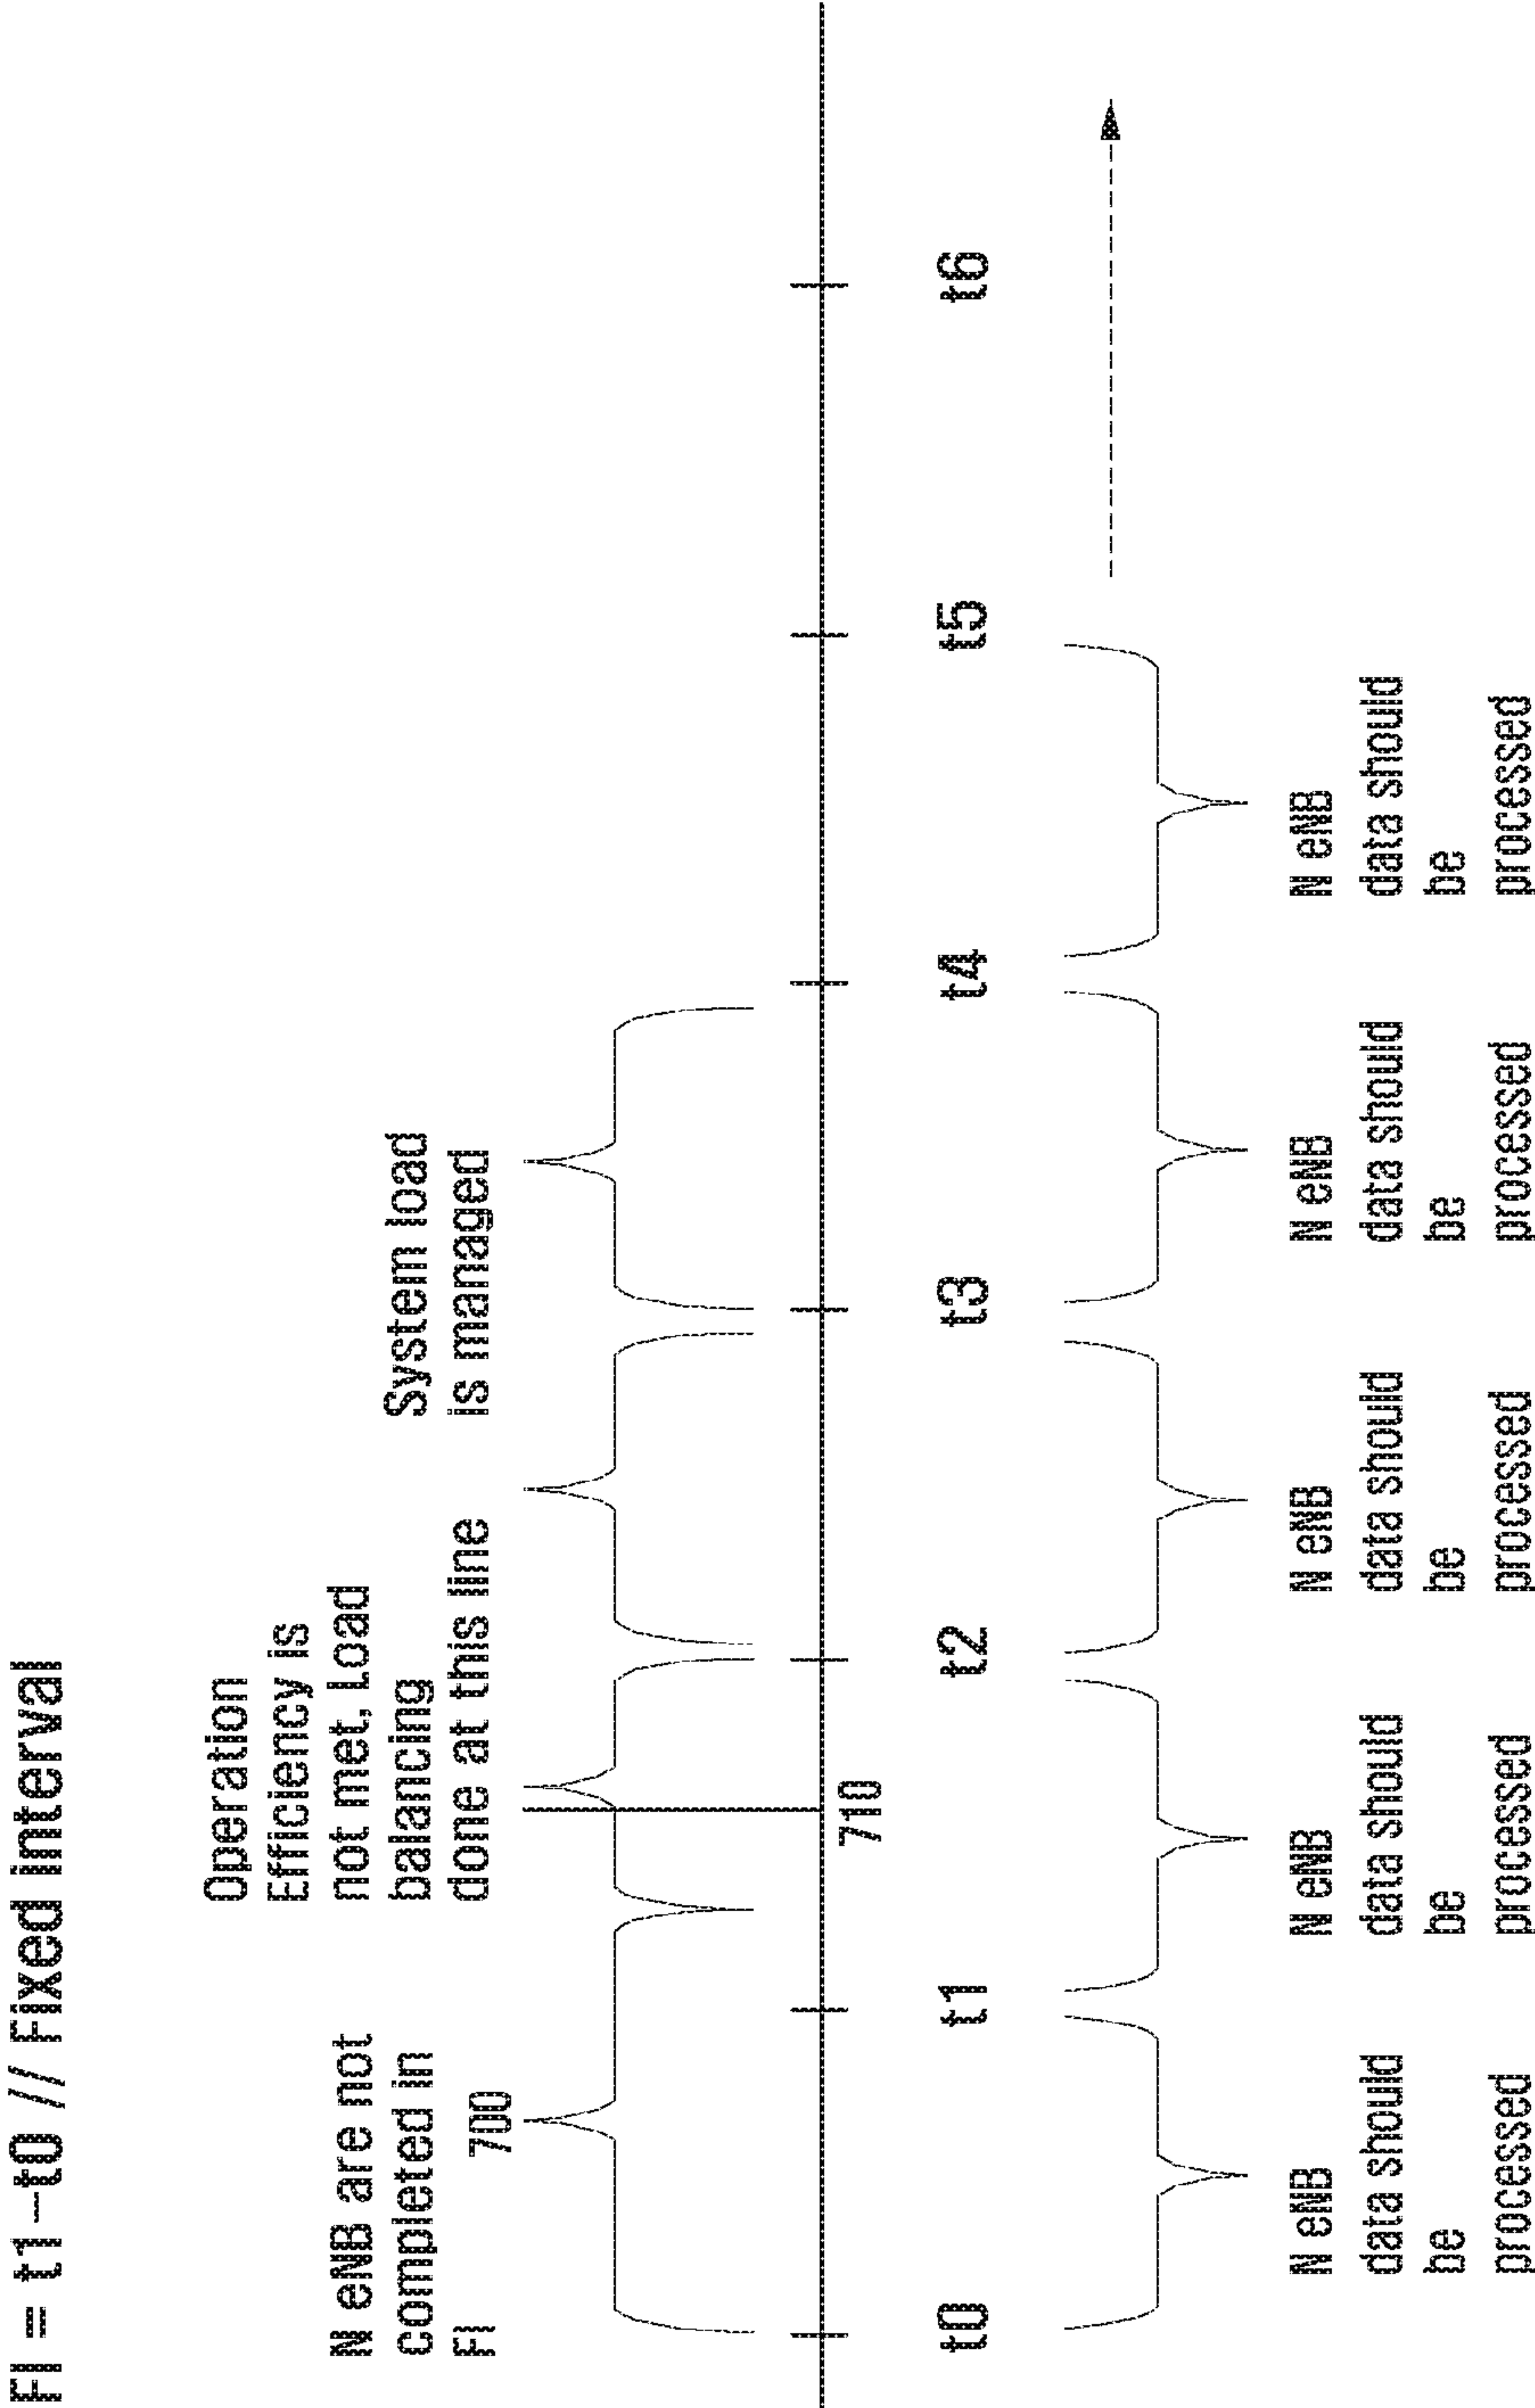 FI = t1-t0 // Fixed interval
N eNB are not
completed in
FI
700
Operation
Efficiency is
not met, Load
balancing
done at this line
System load
is managed
710
t0
t1
t2
t3
t4
t5
t6
N eNB
data should
be
processed
N eNB
data should
be
processed
N eNB
data should
be
processed
N eNB
data should
be
processed
N eNB
data should
be
processed